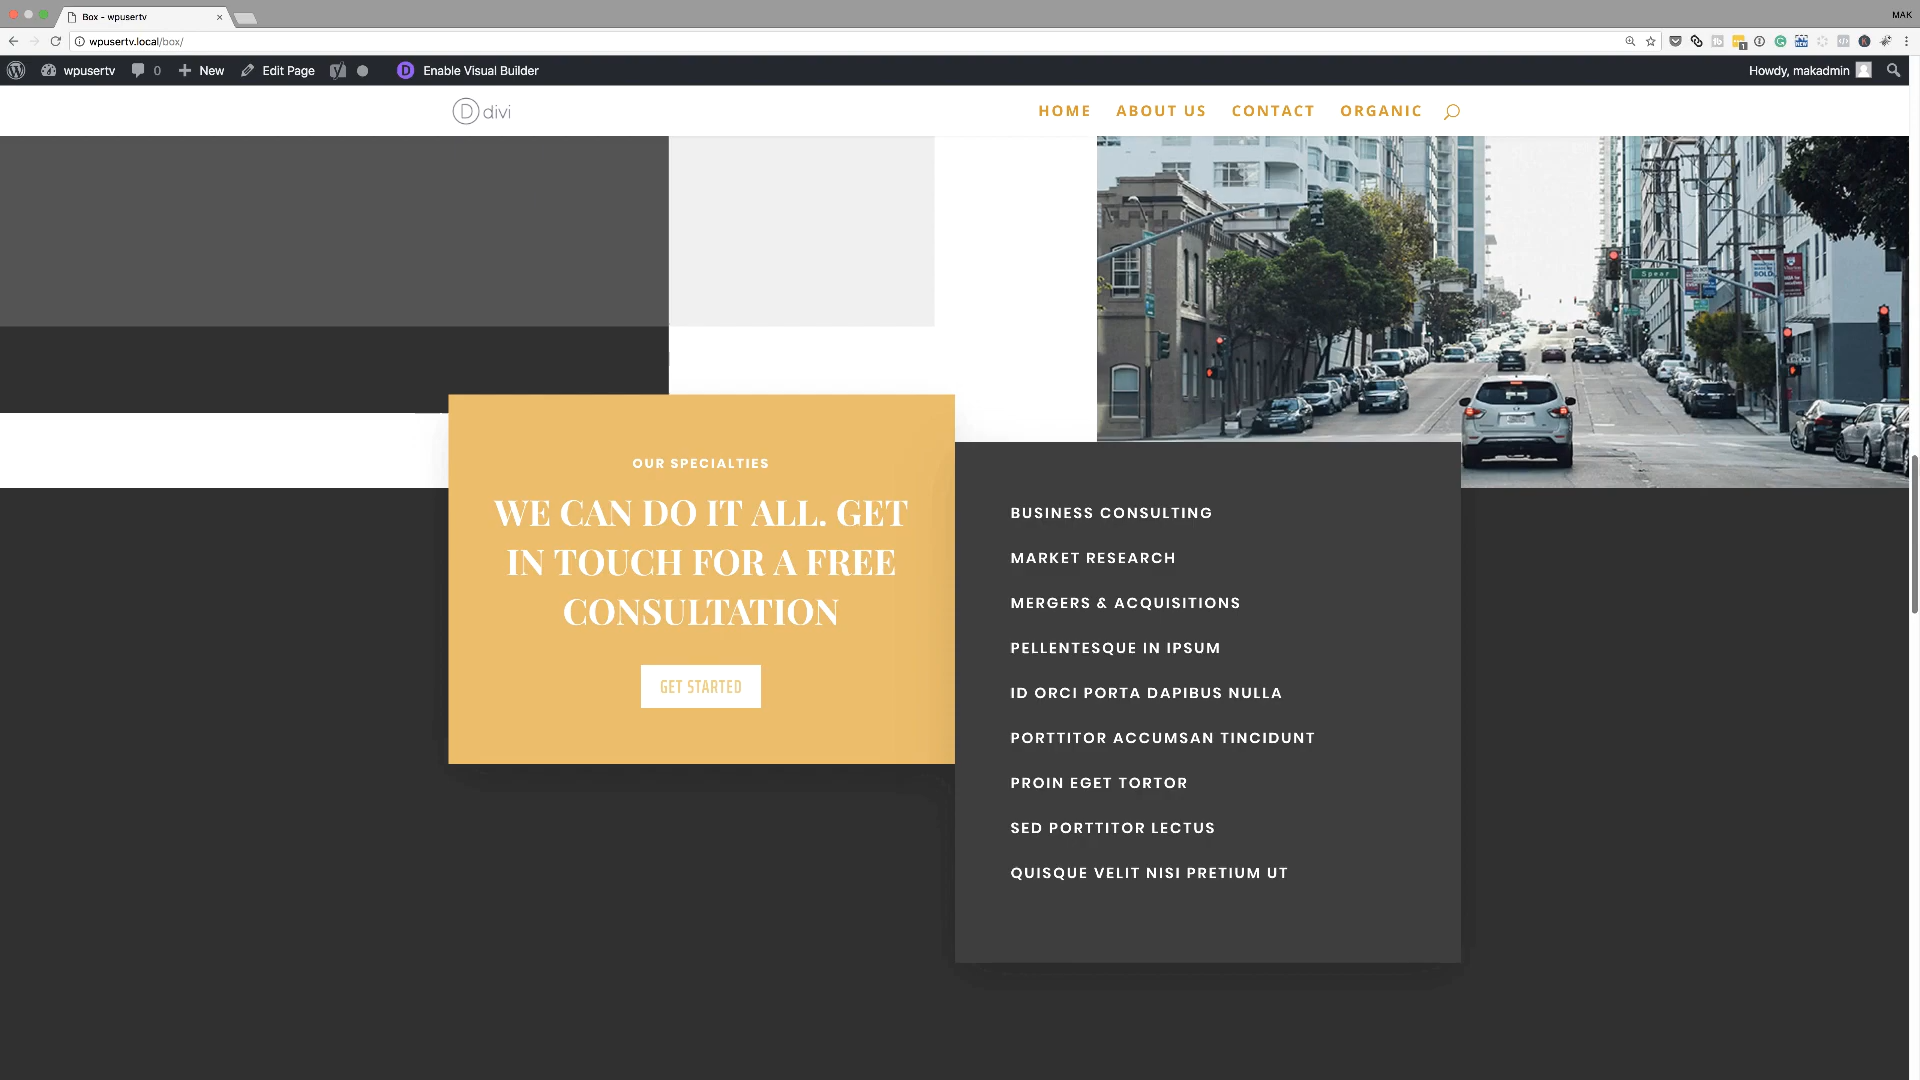 Box - wpusertv
MAK
wpusertv.local/box/
wpusertv
0
New
Edit Page
Enable Visual Builder
Howdy, makadmin
divi
HOME
ABOUT US
CONTACT
ORGANIC
Spear
BOLD
OUR SPECIALTIES
WE CAN DO IT ALL. GET
IN TOUCH FOR A FREE
CONSULTATION
GET STARTED
BUSINESS CONSULTING
MARKET RESEARCH
MERGERS & ACQUISITIONS
PELLENTESQUE IN IPSUM
ID ORCI PORTA DAPIBUS NULLA
PORTTITOR ACCUMSAN TINCIDUNT
PROIN EGET TORTOR
SED PORTTITOR LECTUS
QUISQUE VELIT NISI PRETIUM UT